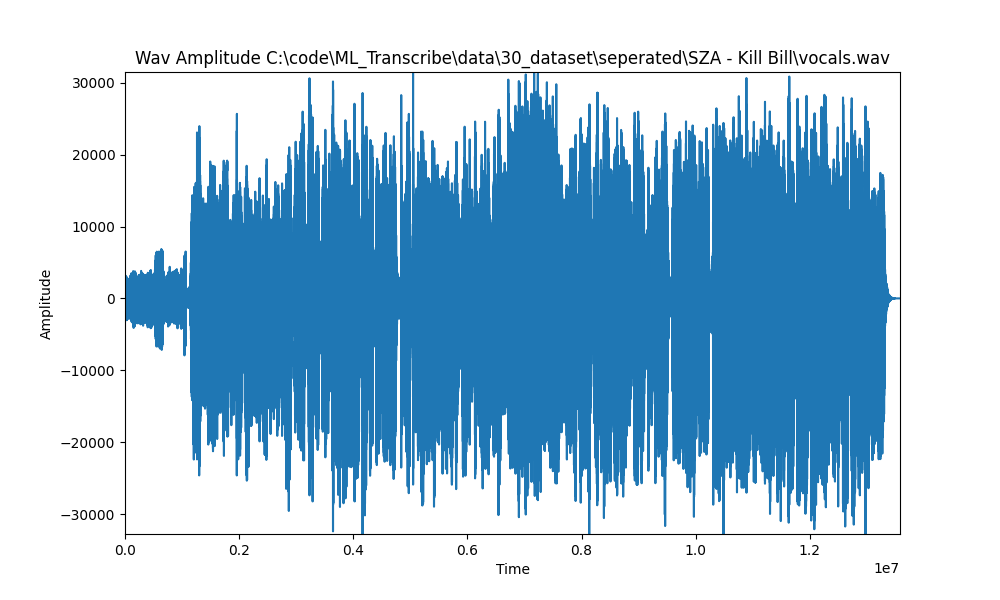 Wav Amplitude C:\code\ML_Transcribe\data\30_dataset\seperated\SZA - Kill Bill\vocals.wav
30000
20000
10000
0
−10000
−20000
−30000
Amplitude
0.0 0.2 0.4 0.6 0.8 1.0 1.2
1e7
Time